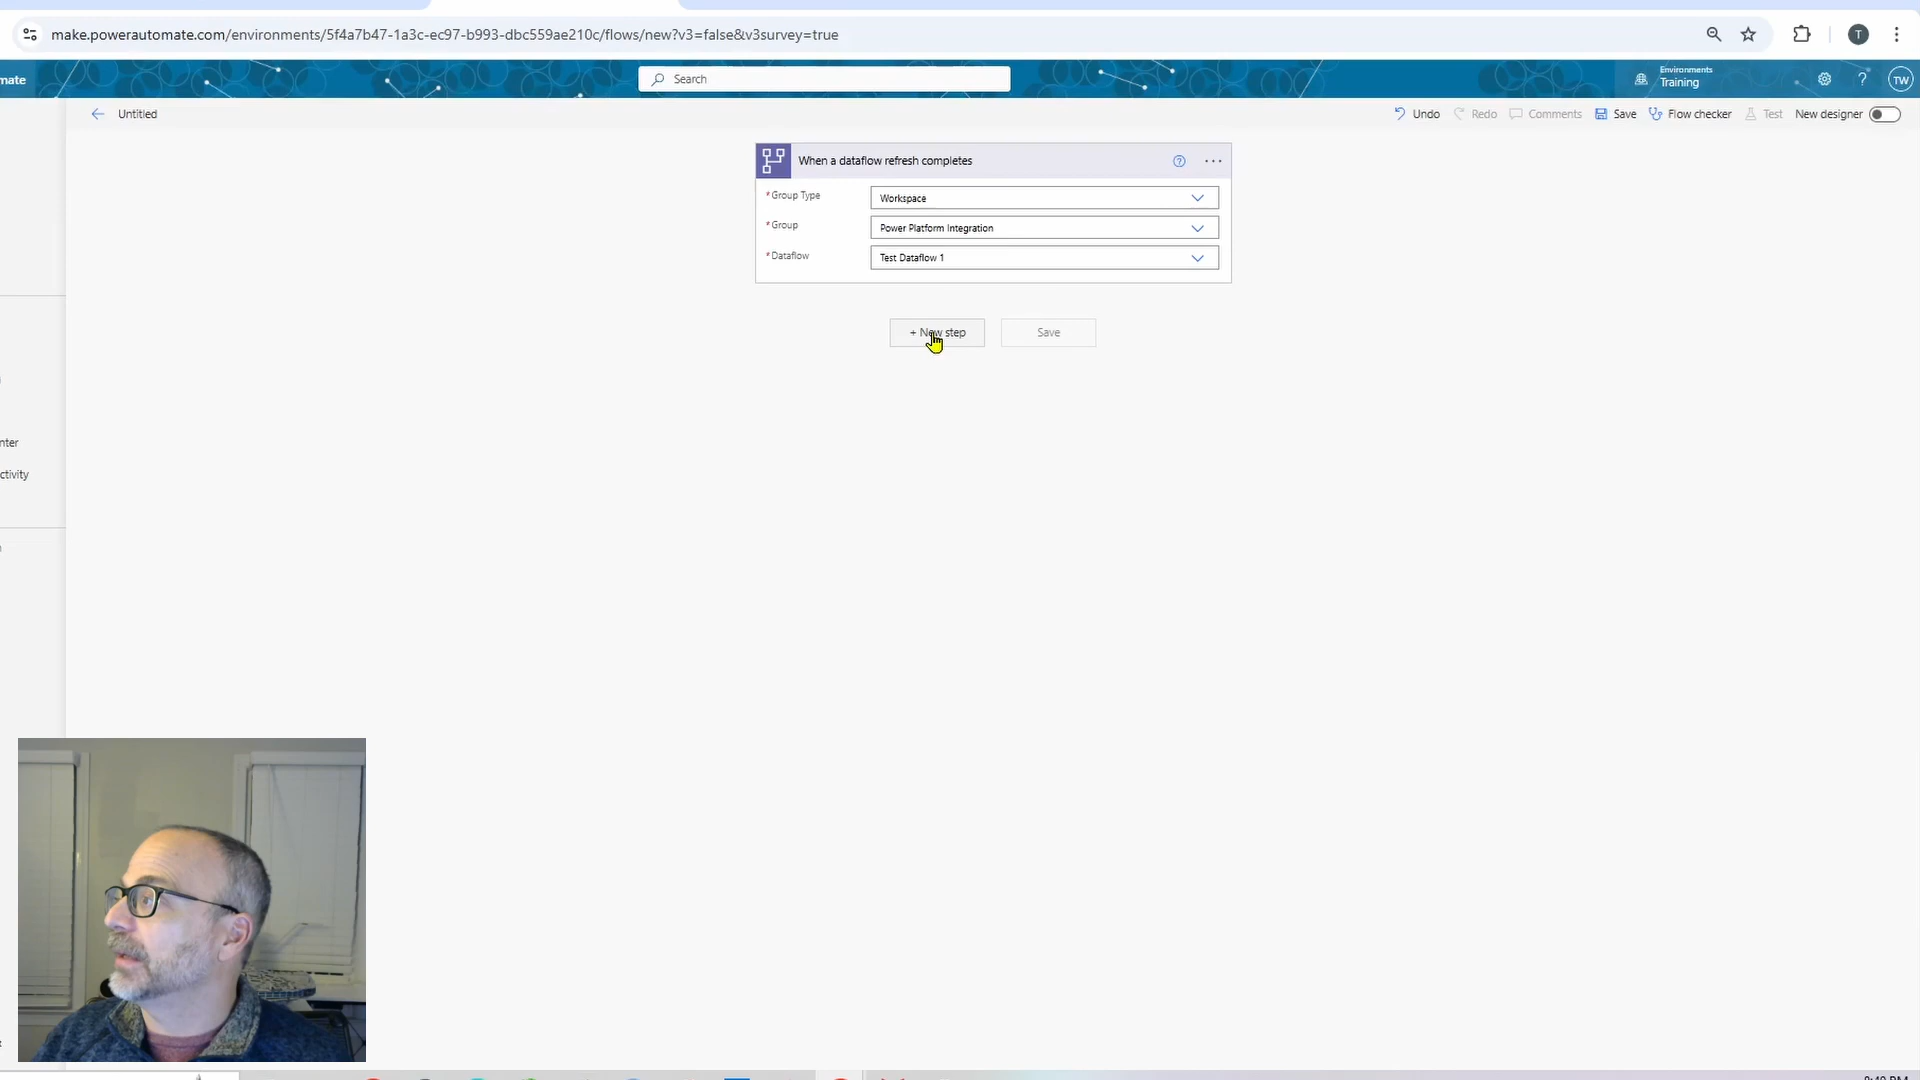 make.powerautomate.com/environments/5f4a7b47-1a3c-ec97-b993-dbc559ae210c/flows/new?v3=false&v3survey=true
T
mate
Search
Environments
Training
?
TW
Untitled
Undo
Redo
Comments
Save
Flow checker
Test
New designer
When a dataflow refresh completes
?
* Group Type
Workspace
* Group
Power Platform Integration
* Dataflow
Test Dataflow 1
+ New step
Save
nter
ctivity